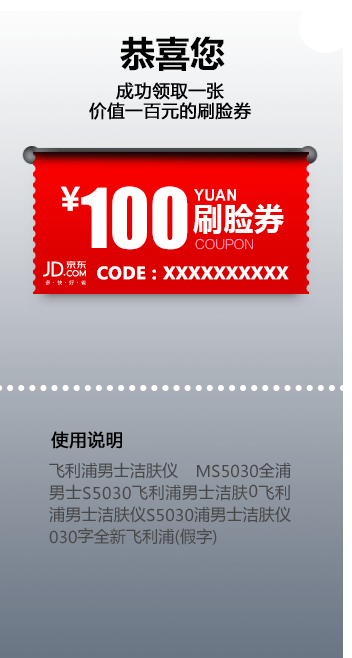 恭喜您
成功领取一张
价值一百元的刷脸券
¥100 YUAN
刷脸券
COUPON
JD.京东
.COM
多·快·好·省
CODE : XXXXXXXXXX
使用说明
飞利浦男士洁肤仪 MS5030全浦
男士S5030飞利浦男士洁肤0飞利
浦男士洁肤仪S5030浦男士洁肤仪
030字全新飞利浦(假字)